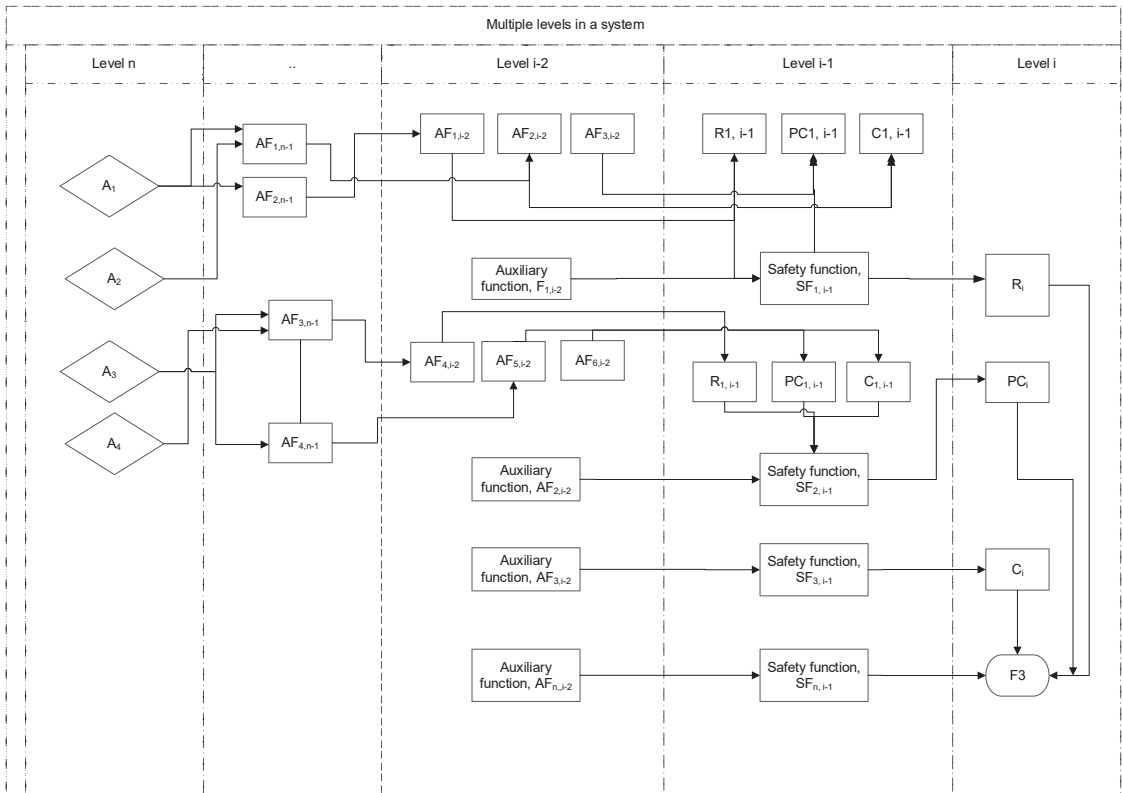 Multiple levels in a system
Level n
..
Level i-2
Level i-1
Level i
AF1,i-2
AF2,i-2
AF3,i-2
R1, i-1
PC1, i-1
C1, i-1
AF1,n-1
A1
AF2,n-1
A2
Auxiliary
function, F1,i-2
Safety function,
SF1, i-1
Ri
AF3,n-1
AF4,i-2
AF5,i-2
AF6,i-2
A3
R1, i-1
PC1, i-1
C1, i-1
PCi
A4
AF4,n-1
Auxiliary
function, AF2,i-2
Safety function,
SF2, i-1
Auxiliary
function, AF3,i-2
Safety function,
SF3, i-1
Ci
Auxiliary
function, AFn,,i-2
Safety function,
SFn, i-1
F3